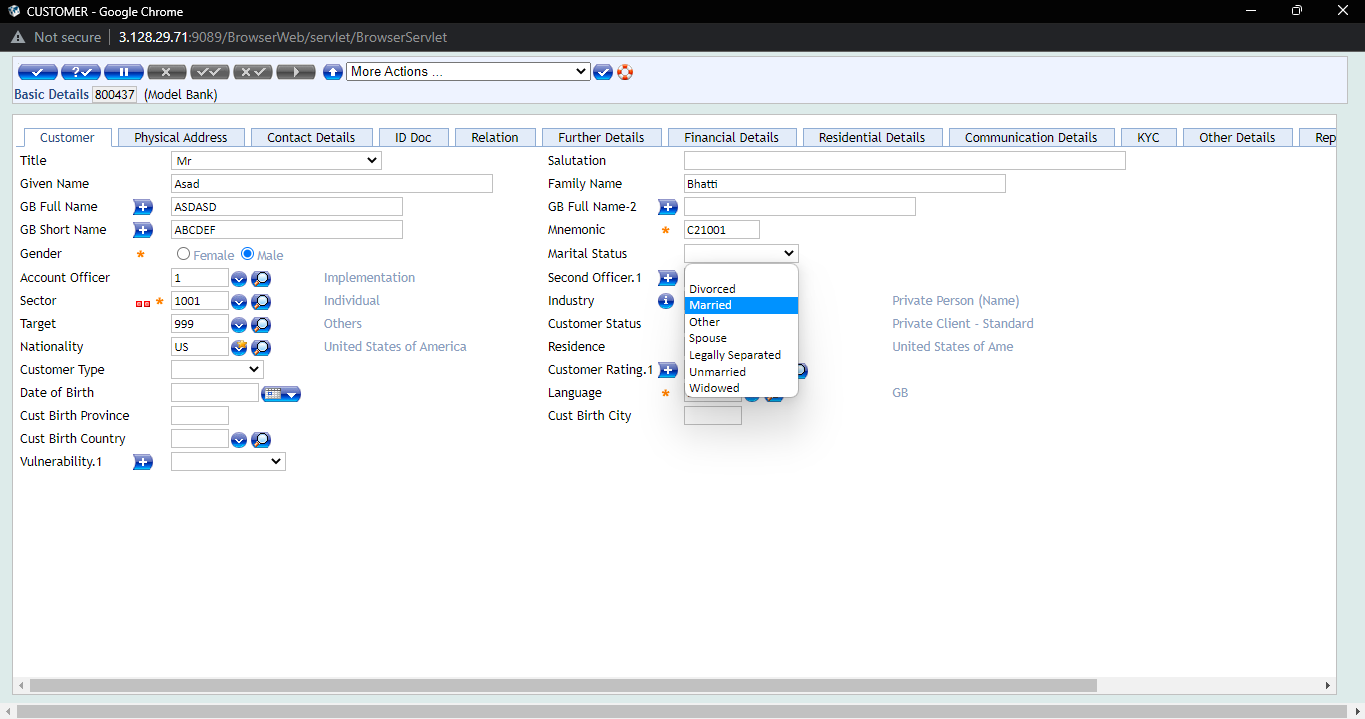 CUSTOMER - Google Chrome
Not secure 3.128.29.71:9089/BrowserWeb/servlet/BrowserServlet
More Actions ...
Basic Details 800437 (Model Bank)
Customer Physical Address Contact Details ID Doc Relation Further Details Financial Details Residential Details Communication Details KYC Other Details Rep
Title Mr Salutation
Given Name Asad Family Name Bhatti
GB Full Name ASDASD GB Full Name-2
GB Short Name ABCDEF Mnemonic * C21001
Gender * Female Male Marital Status
Account Officer 1 Implementation Second Officer.1
Divorced
Sector * 1001 Individual Industry Married Private Person (Name)
Target 999 Others Customer Status Other Private Client - Standard
Spouse
Nationality US United States of America Residence Legally Separated United States of Ame
Customer Type Customer Rating.1 Unmarried
Date of Birth Language * Widowed GB
Cust Birth Province Cust Birth City
Cust Birth Country
Vulnerability.1